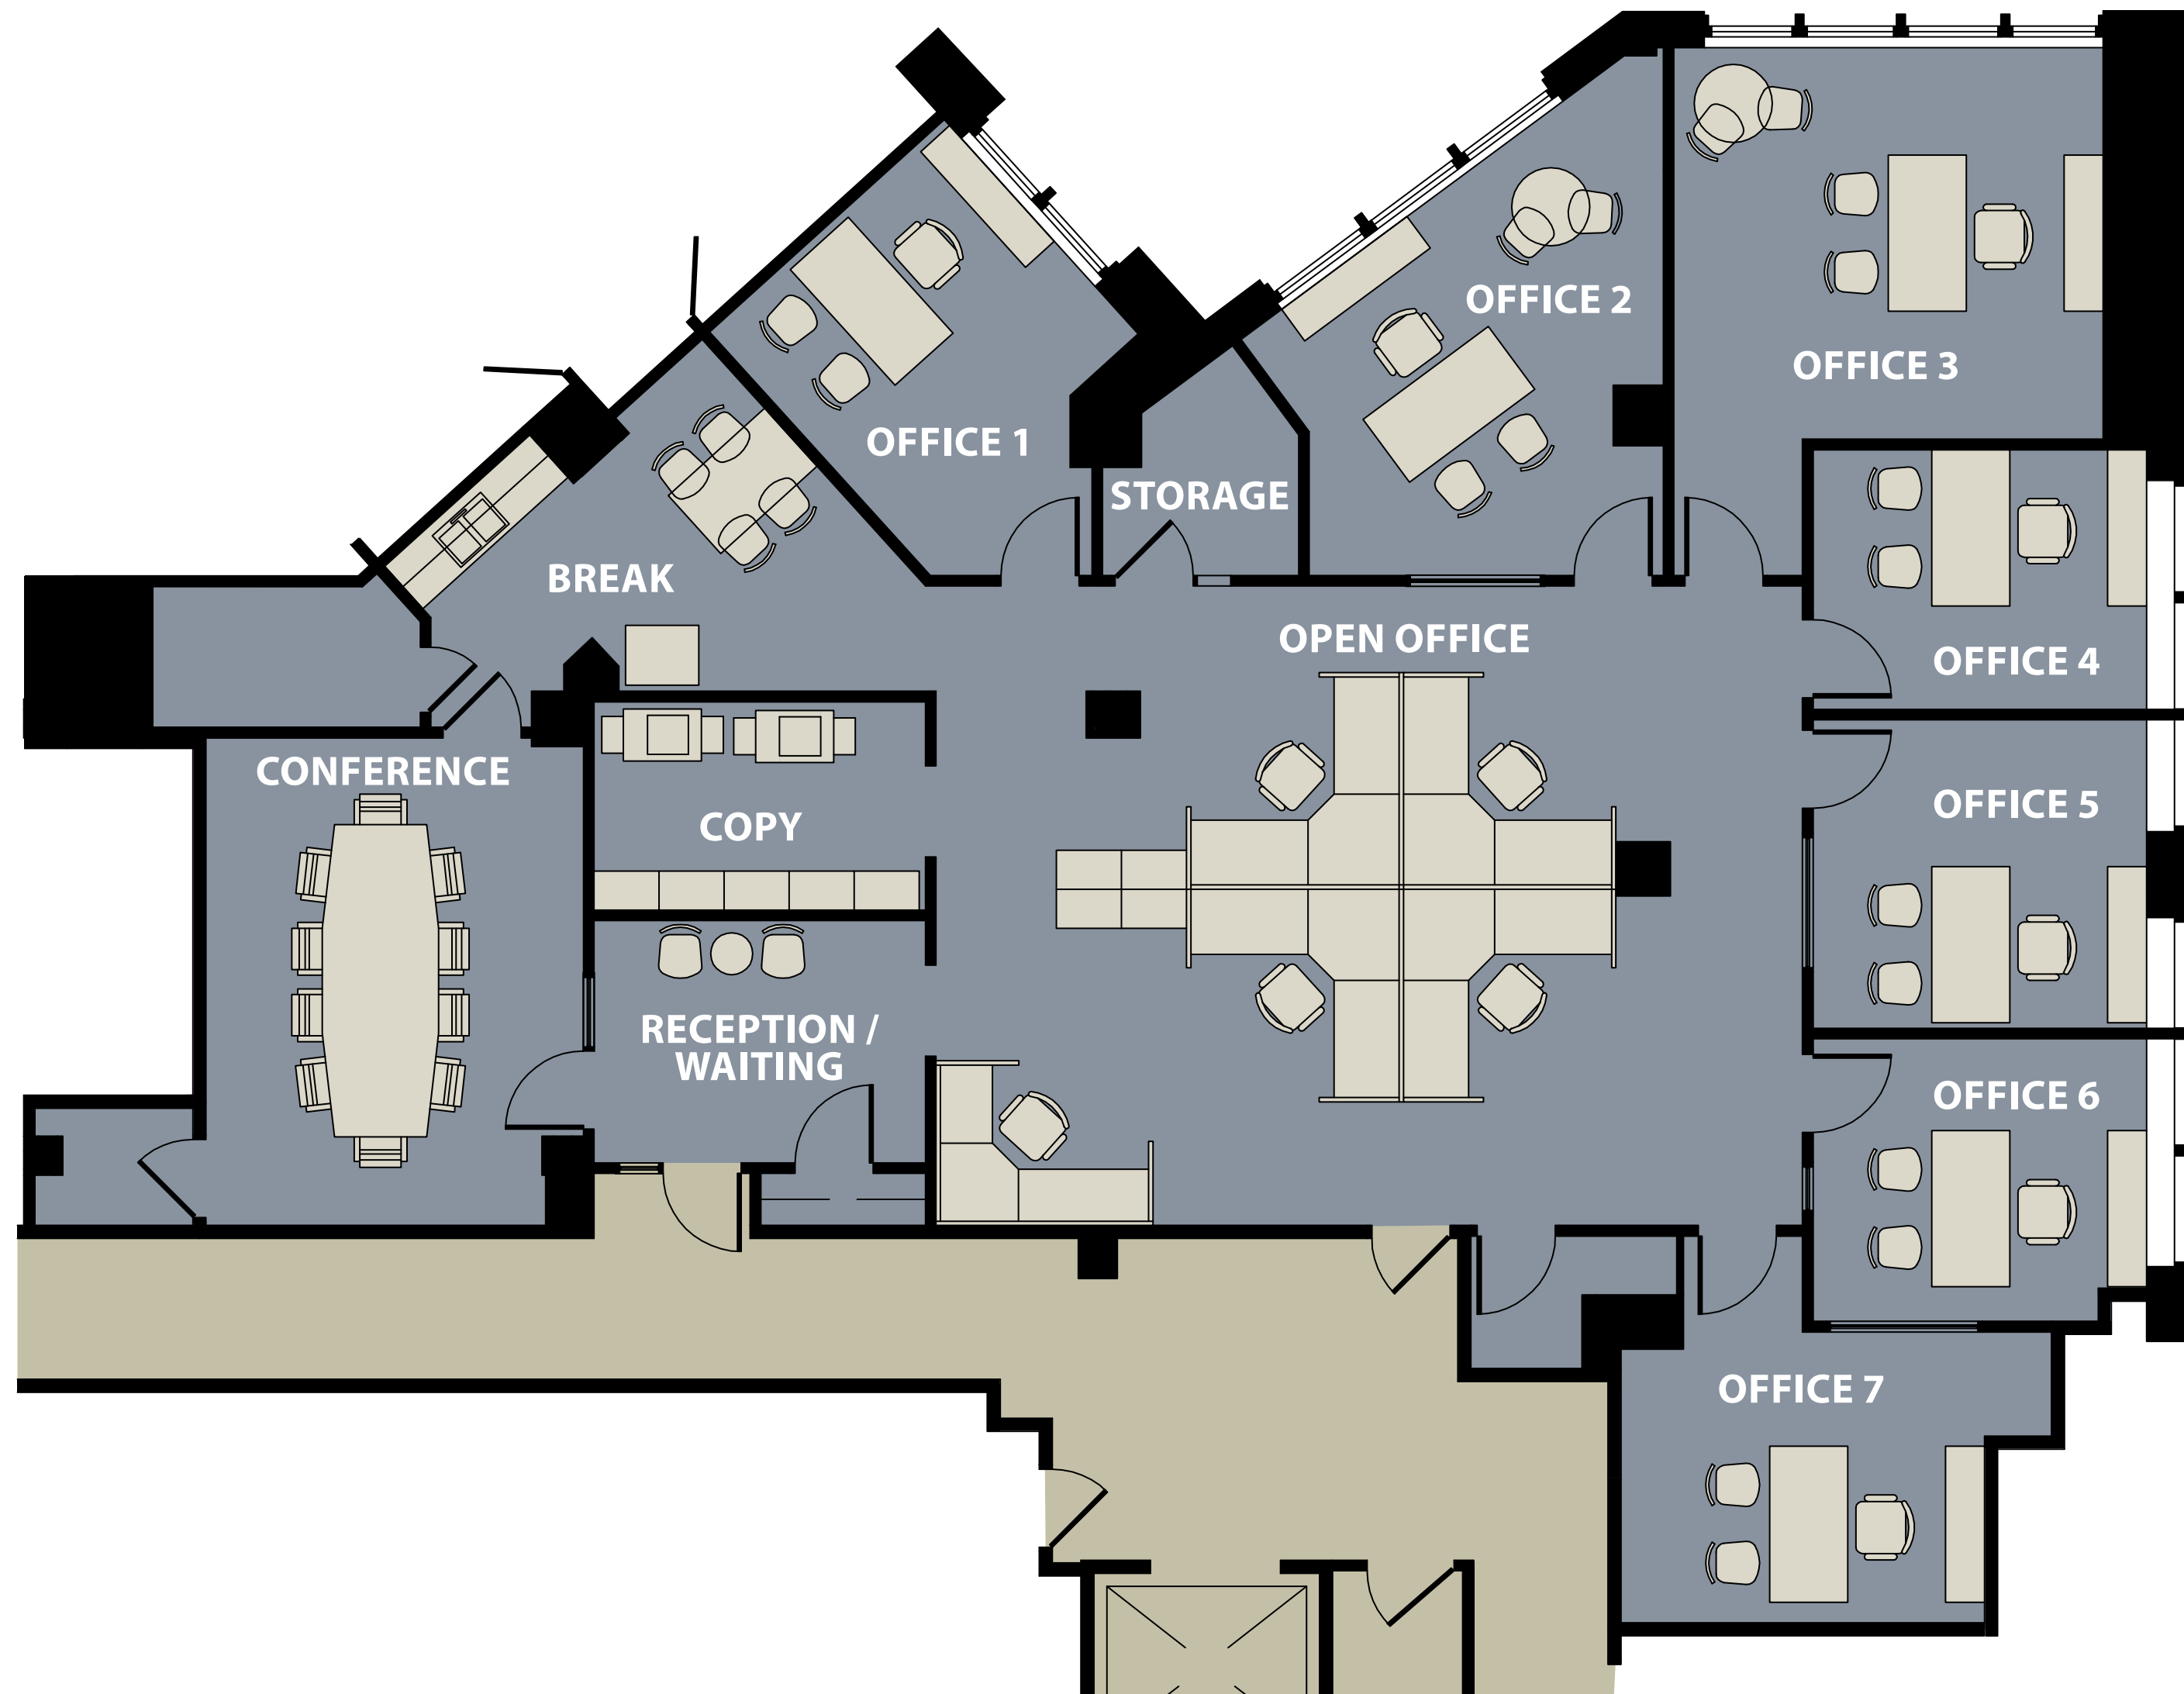 OFFICE 1
STORAGE
OFFICE 2
OFFICE 3
BREAK
OPEN OFFICE
OFFICE 4
CONFERENCE
COPY
OFFICE 5
RECEPTION /
WAITING
OFFICE 6
OFFICE 7